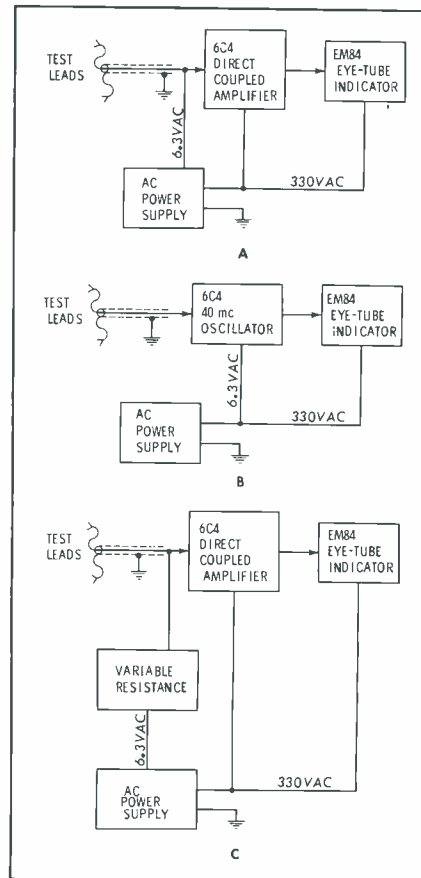 TEST
LEADS
6C4
DIRECT
COUPLED
AMPLIFIER
EM84
EYE-TUBE
INDICATOR
6.3VAC
AC
POWER
SUPPLY
330VAC
A
TEST
LEADS
6C4
40 mc
OSCILLATOR
EM84
EYE-TUBE
INDICATOR
6.3VAC
AC
POWER
SUPPLY
330VAC
B
TEST
LEADS
6C4
DIRECT
COUPLED
AMPLIFIER
EM84
EYE-TUBE
INDICATOR
VARIABLE
RESISTANCE
6.3VAC
AC
POWER
SUPPLY
330VAC
C